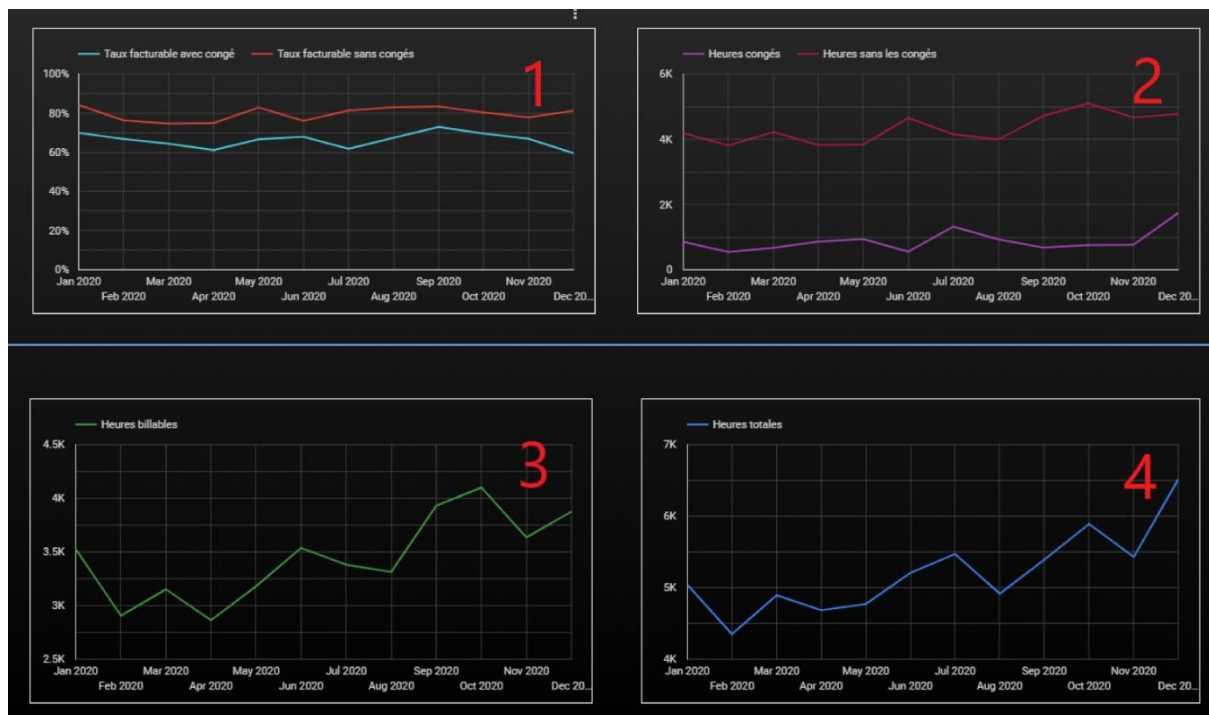 Taux facturable avec congé Taux facturable sans congés
1
100%
80%
60%
40%
20%
0%
Jan 2020 Mar 2020 May 2020 Jul 2020 Sep 2020 Nov 2020
Feb 2020 Apr 2020 Jun 2020 Aug 2020 Oct 2020 Dec 20...
Heures congés Heures sans les congés
2
6K
4K
2K
0
Jan 2020 Mar 2020 May 2020 Jul 2020 Sep 2020 Nov 2020
Feb 2020 Apr 2020 Jun 2020 Aug 2020 Oct 2020 Dec 20...
Heures billables
3
4.5K
4K
3.5K
3K
2.5K
Jan 2020 Mar 2020 May 2020 Jul 2020 Sep 2020 Nov 2020
Feb 2020 Apr 2020 Jun 2020 Aug 2020 Oct 2020 Dec 20...
Heures totales
4
7K
6K
5K
4K
Jan 2020 Mar 2020 May 2020 Jul 2020 Sep 2020 Nov 2020
Feb 2020 Apr 2020 Jun 2020 Aug 2020 Oct 2020 Dec 20...